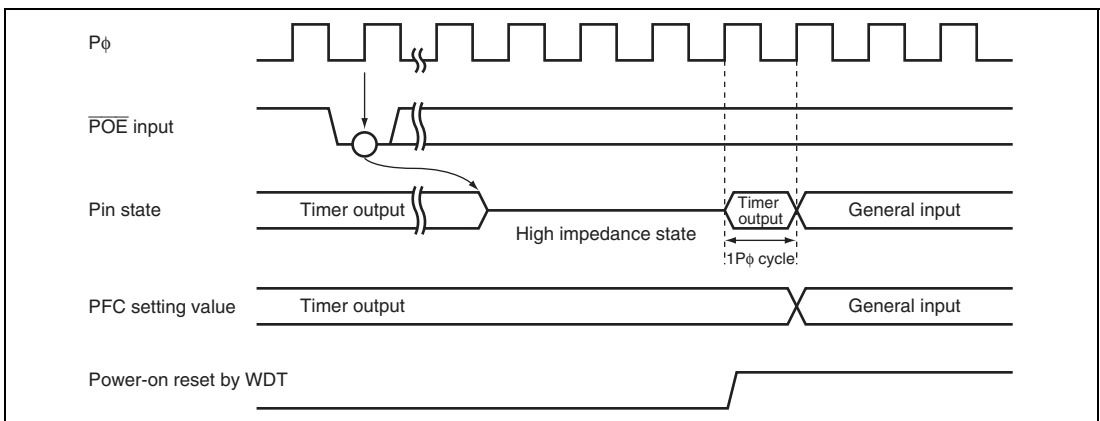 Pϕ
POE input
Pin state
Timer output
High impedance state
Timer
output
General input
1Pϕ cycle
PFC setting value
Timer output
General input
Power-on reset by WDT